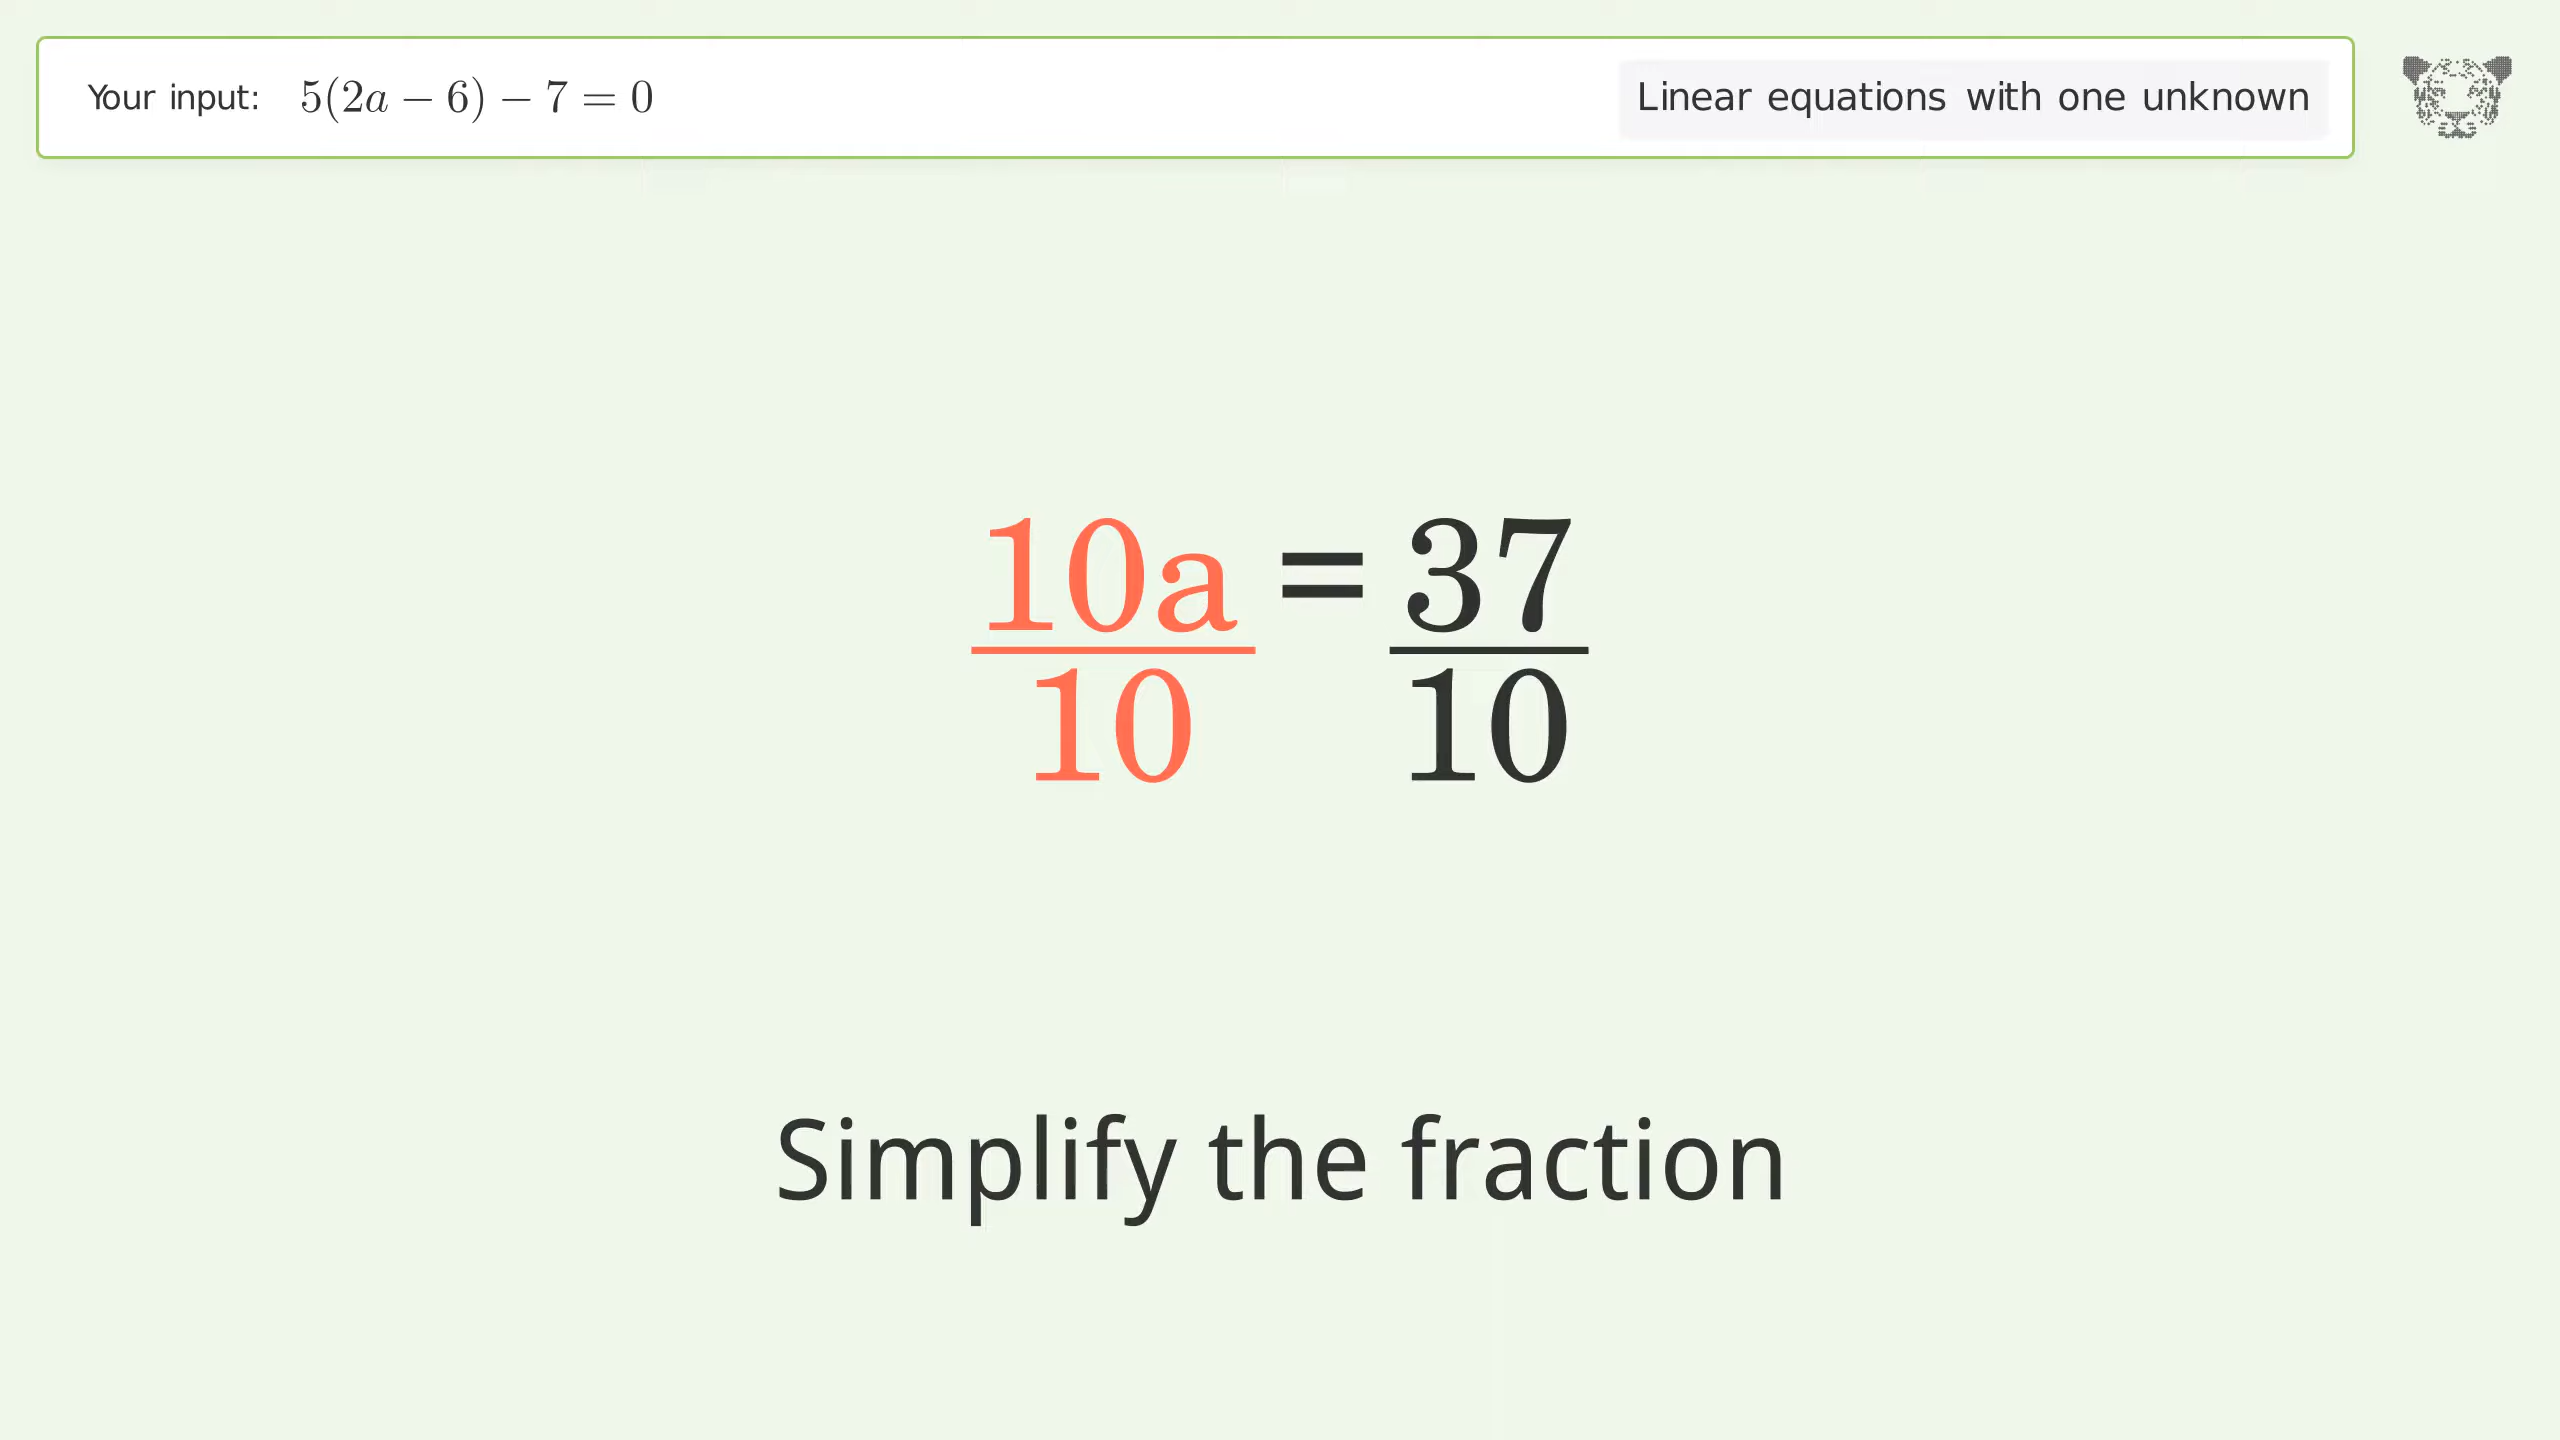 Your input: 5(2a − 6) − 7 = 0
Linear equations with one unknown
10a/10 = 37/10
Simplify the fraction